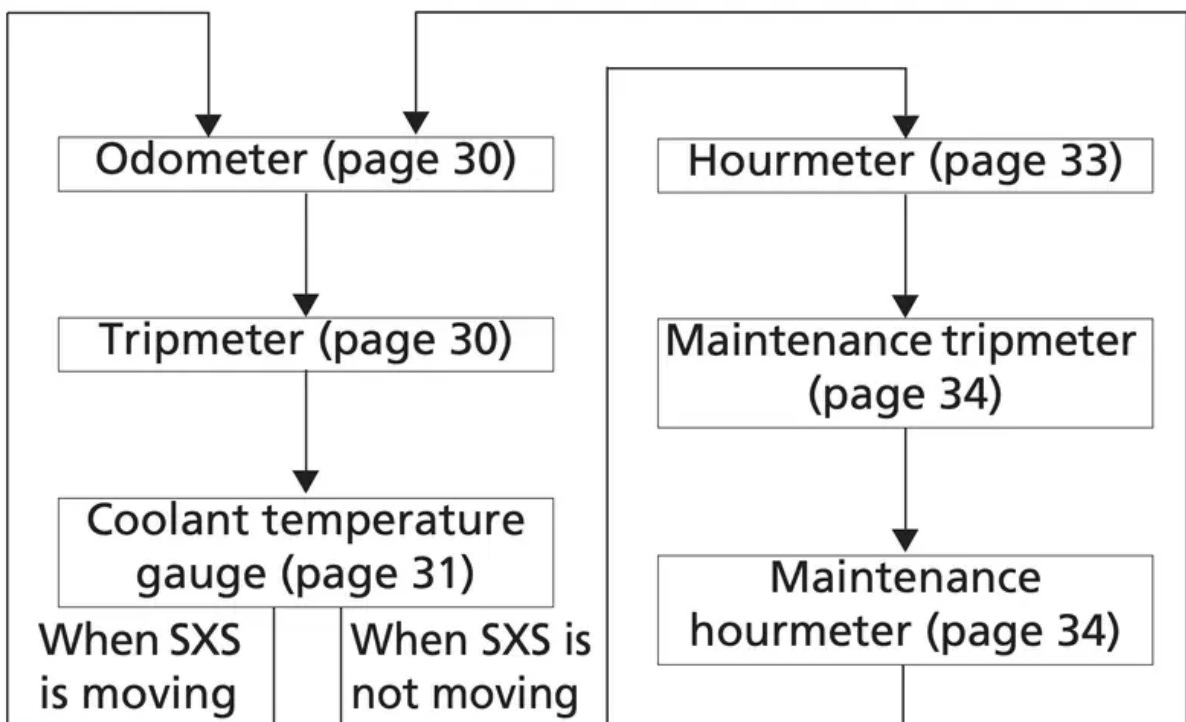 Odometer (page 30)
Tripmeter (page 30)
Coolant temperature
gauge (page 31)
When SXS
is moving
When SXS is
not moving
Hourmeter (page 33)
Maintenance tripmeter
(page 34)
Maintenance
hourmeter (page 34)